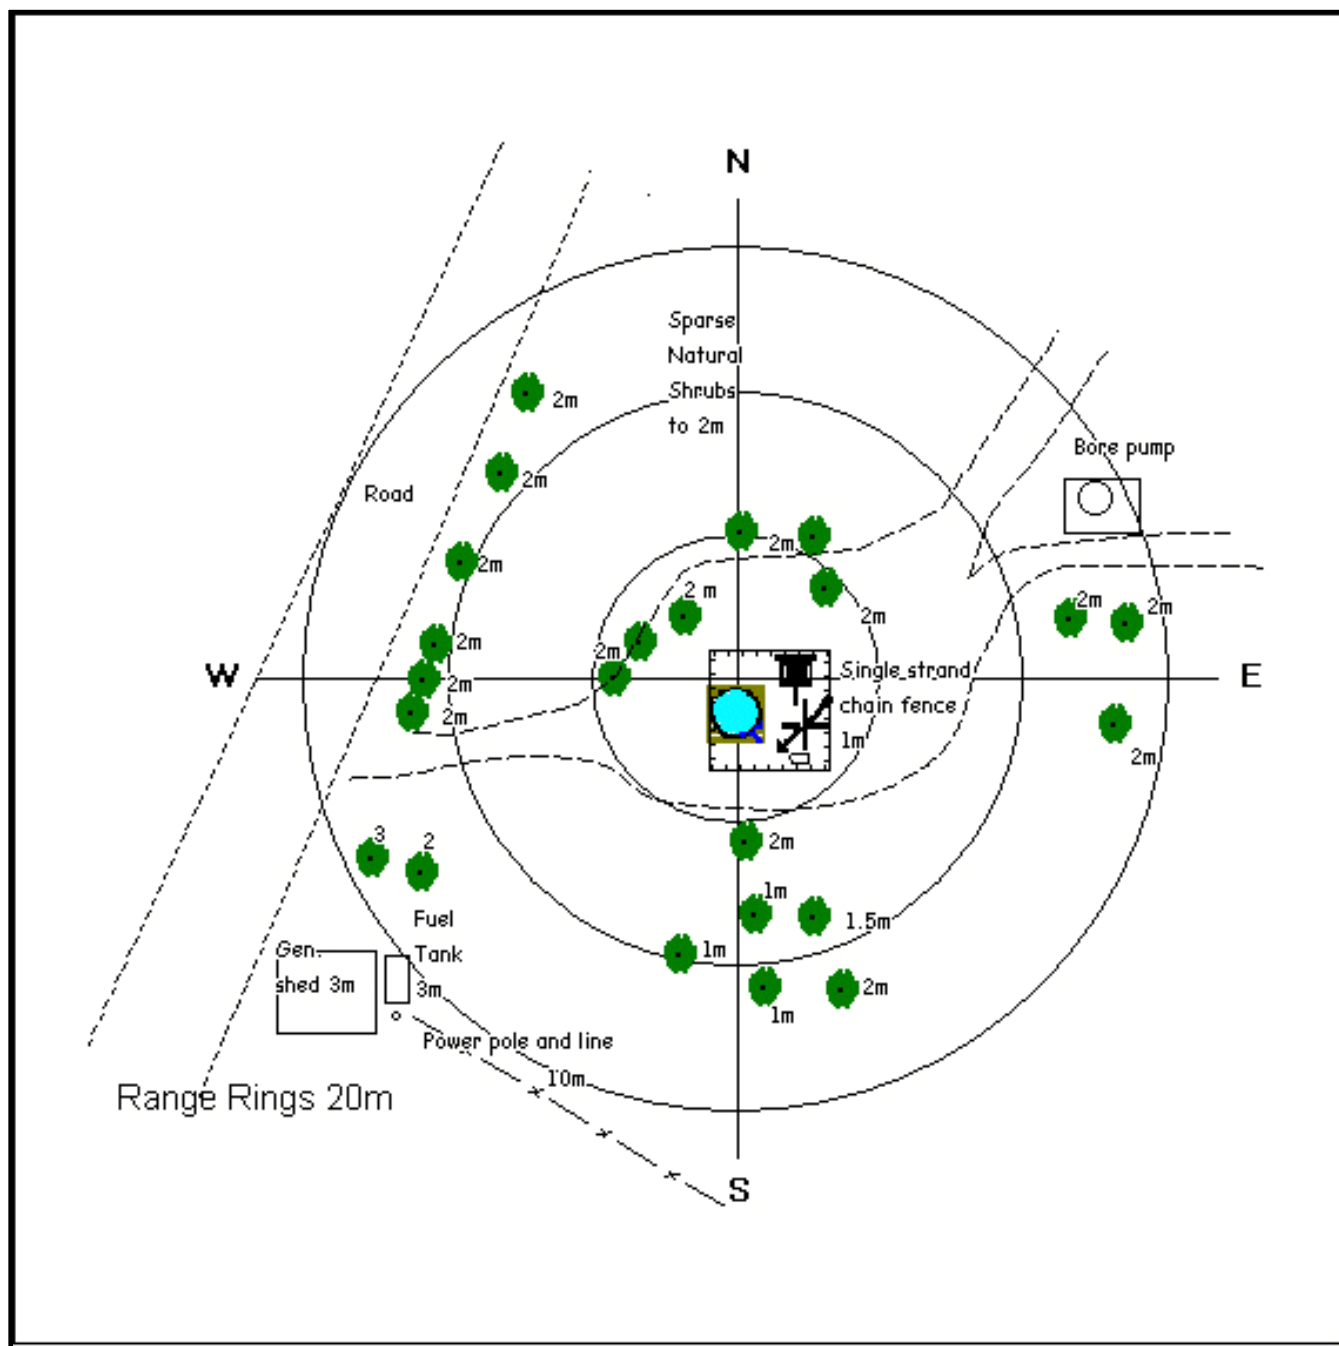 N
Sparse
Natural
Shrubs
to 2m
2m
Bore pump
2m
Road
2m
2m
2 m
2m
2m
2m
2m
2m
2m
W
Single strand
E
2m
chain fence
2m
1m
2m
3
2
2m
1m
Fuel
1.5m
Gen.
Tank
1m
shed 3m
3m
2m
1m
Power pole and line
10m
Range Rings 20m
S